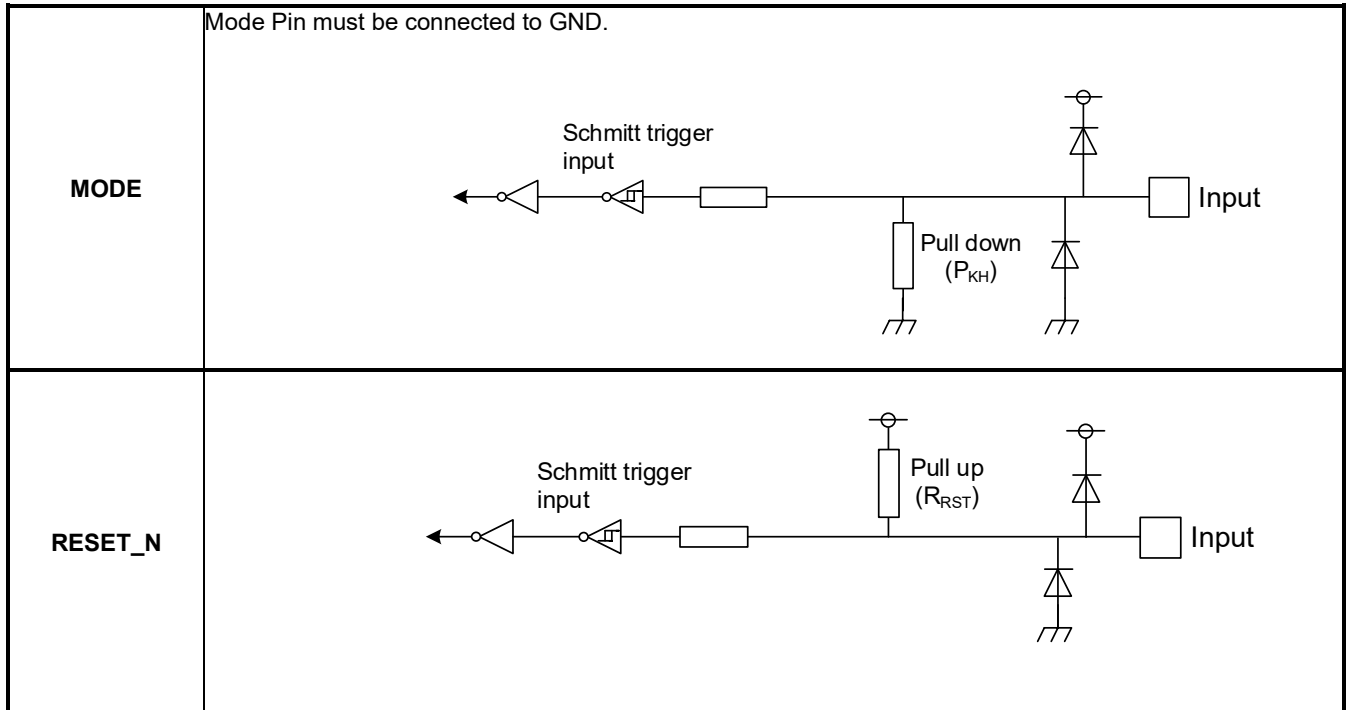 Mode Pin must be connected to GND.
MODE
Schmitt trigger
input
Input
Pull down
(PKH)
RESET_N
Schmitt trigger
input
Pull up
(RRST)
Input